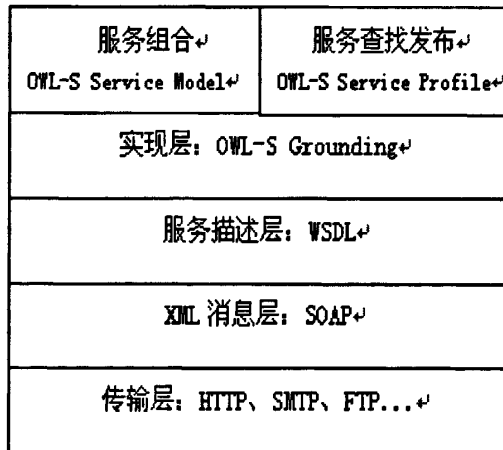 服务组合↵
OWL-S Service Model↵
服务查找发布↵
OWL-S Service Profile↵
实现层：OWL-S Grounding↵
服务描述层：WSDL↵
XML 消息层：SOAP↵
传输层：HTTP、SMTP、FTP...↵